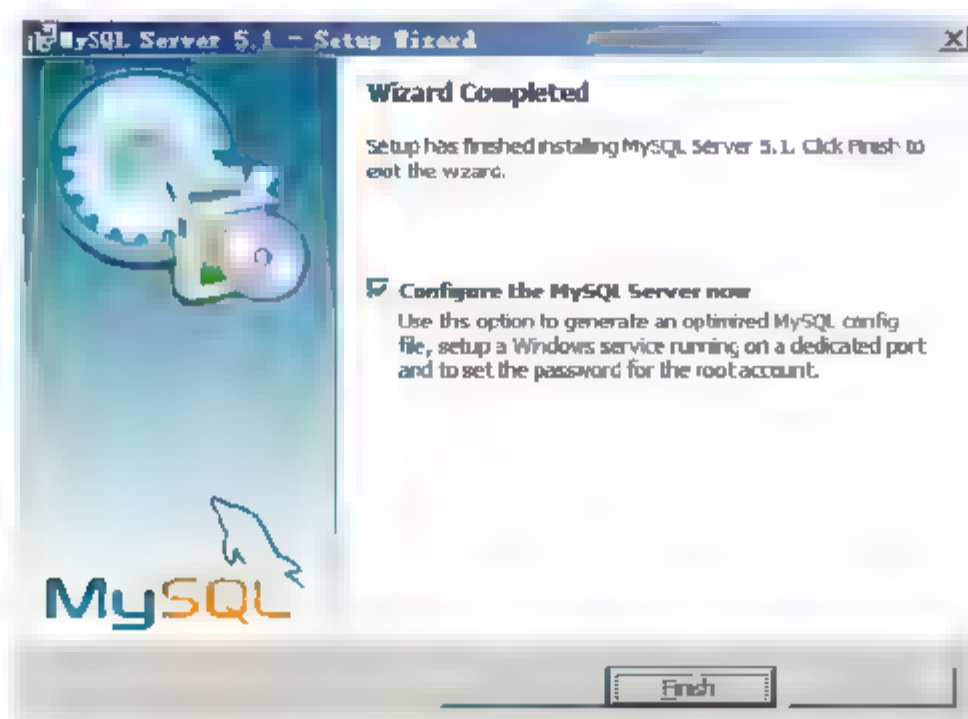 MySQL Server 5.1 - Setup Wizard
Wizard Completed
Setup has finished installing MySQL Server 5.1. Click Finish to
exit the wizard.
Configure the MySQL Server now
Use this option to generate an optimized MySQL config
file, setup a Windows service running on a dedicated port
and to set the password for the root account.
MySQL
Finish